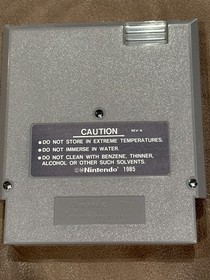 CAUTION REV-A
• DO NOT STORE IN EXTREME TEMPERATURES.
• DO NOT IMMERSE IN WATER.
• DO NOT CLEAN WITH BENZENE, THINNER,
ALCOHOL OR OTHER SUCH SOLVENTS.
©®Nintendo® 1985